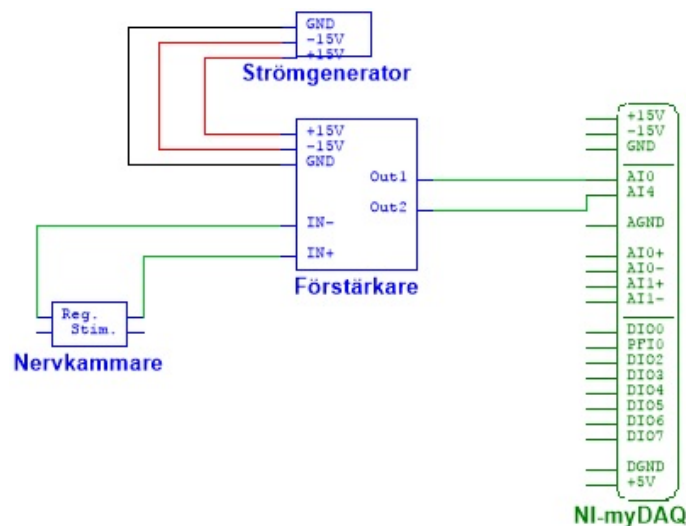 GND
-15V
+15V
Strömgenerator
+15V
-15V
GND
Out1
Out2
IN-
IN+
Förstärkare
Reg.
Stim.
Nervkammare
+15V
-15V
GND
AI0
AI4
AGND
AI0+
AI0-
AI1+
AI1-
DIO0
PFI0
DIO2
DIO3
DIO4
DIO5
DIO6
DIO7
DGND
+5V
NI-myDAQ